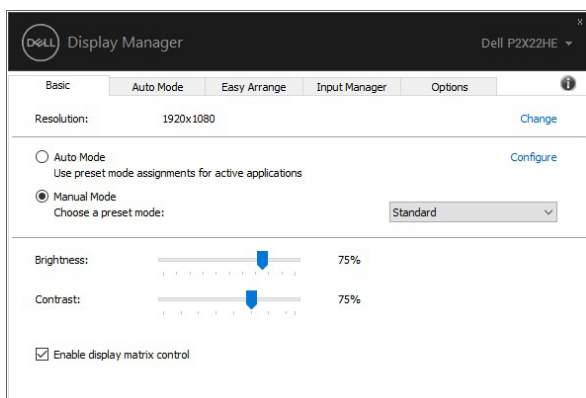 DELL Display Manager
Dell P2X22HE
x
Basic Auto Mode Easy Arrange Input Manager Options
i
Resolution: 1920x1080 Change
Auto Mode Configure
Use preset mode assignments for active applications
Manual Mode
Choose a preset mode: Standard
Brightness: 75%
Contrast: 75%
Enable display matrix control